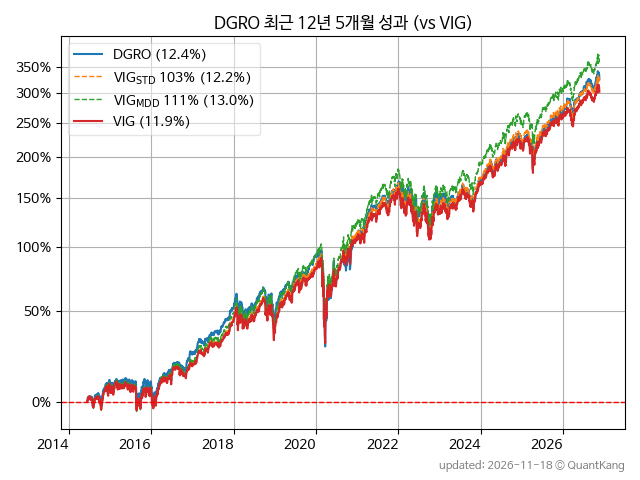 DGRO 최근 12년 5개월 성과 (vs VIG)
DGRO (12.4%)
VIG_STD 103% (12.2%)
VIG_MDD 111% (13.0%)
VIG (11.9%)
350%
300%
250%
200%
150%
100%
50%
0%
2014 2016 2018 2020 2022 2024 2026
updated: 2026-11-18 © QuantKang